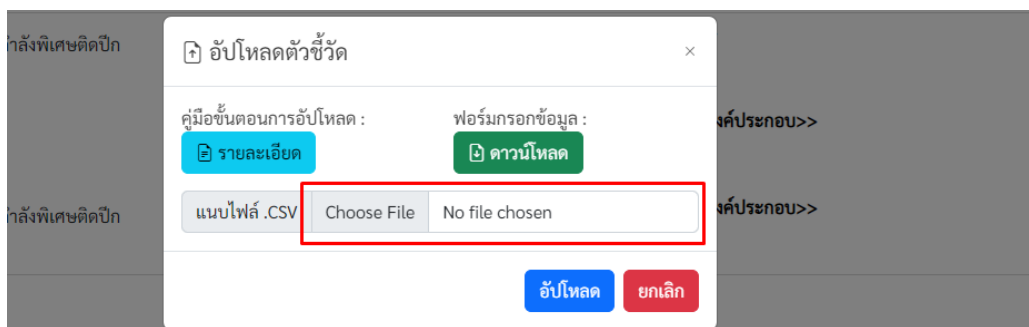 กำลังพิเศษติดปีก
อัปโหลดตัวชี้วัด ×
คู่มือขั้นตอนการอัปโหลด : ฟอร์มกรอกข้อมูล :
รายละเอียด ดาวน์โหลด
งค์ประกอบ>>
แนบไฟล์ .CSV Choose File No file chosen
กำลังพิเศษติดปีก งค์ประกอบ>>
อัปโหลด ยกเลิก